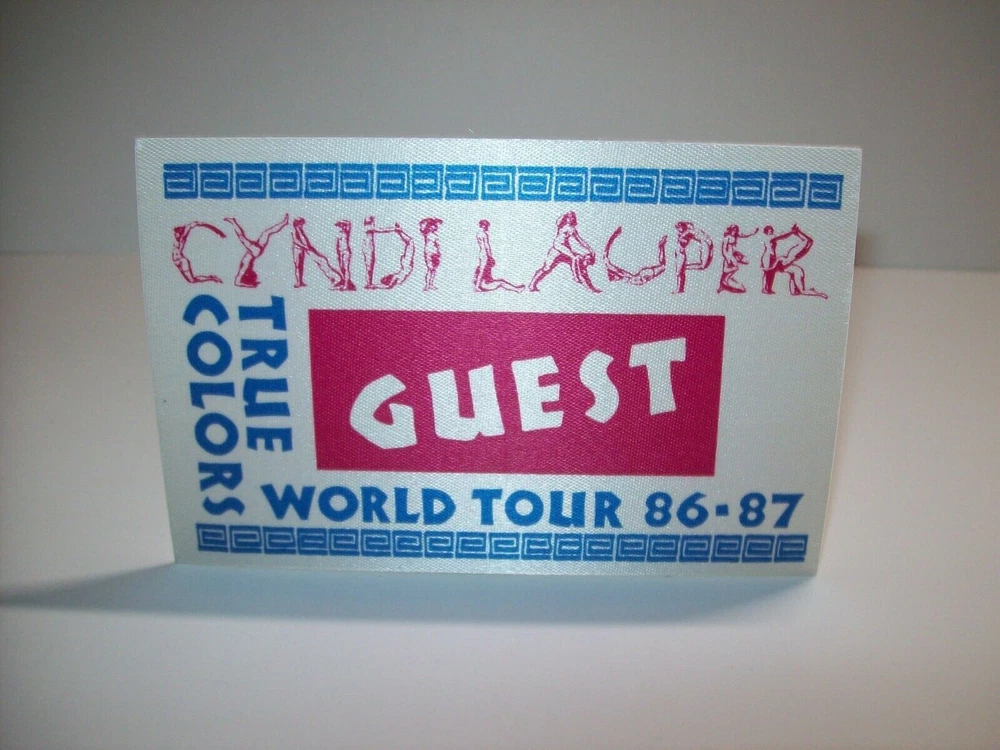 CYNDI LAUPER
TRUE
COLORS
GUEST
WORLD TOUR 86-87